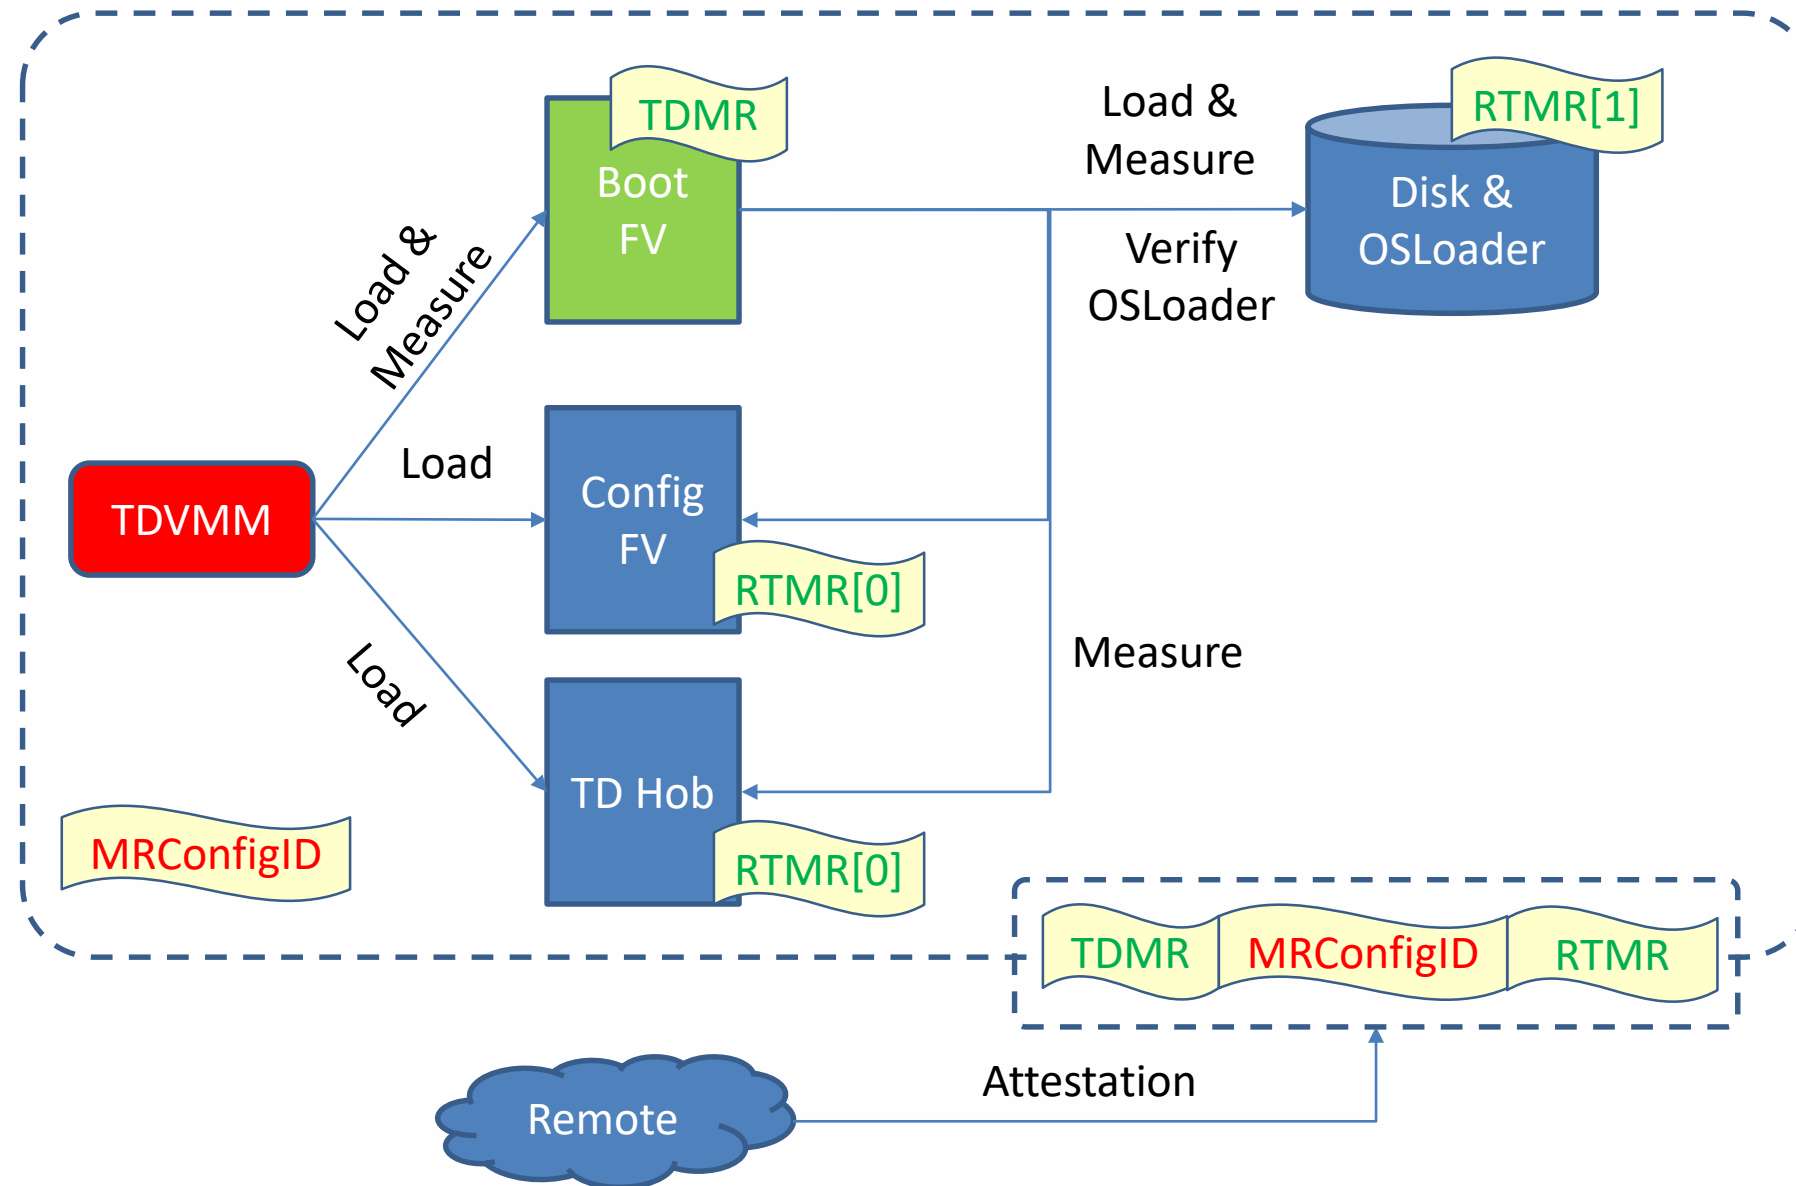 TDMR
Boot
FV
Load &
Measure
RTMR[1]
Disk &
OSLoader
Verify
OSLoader
Load &
Measure
Load
Config
FV
RTMR[0]
TDVMM
Measure
Load
TD Hob
RTMR[0]
MRConfigID
TDMR
MRConfigID
RTMR
Attestation
Remote